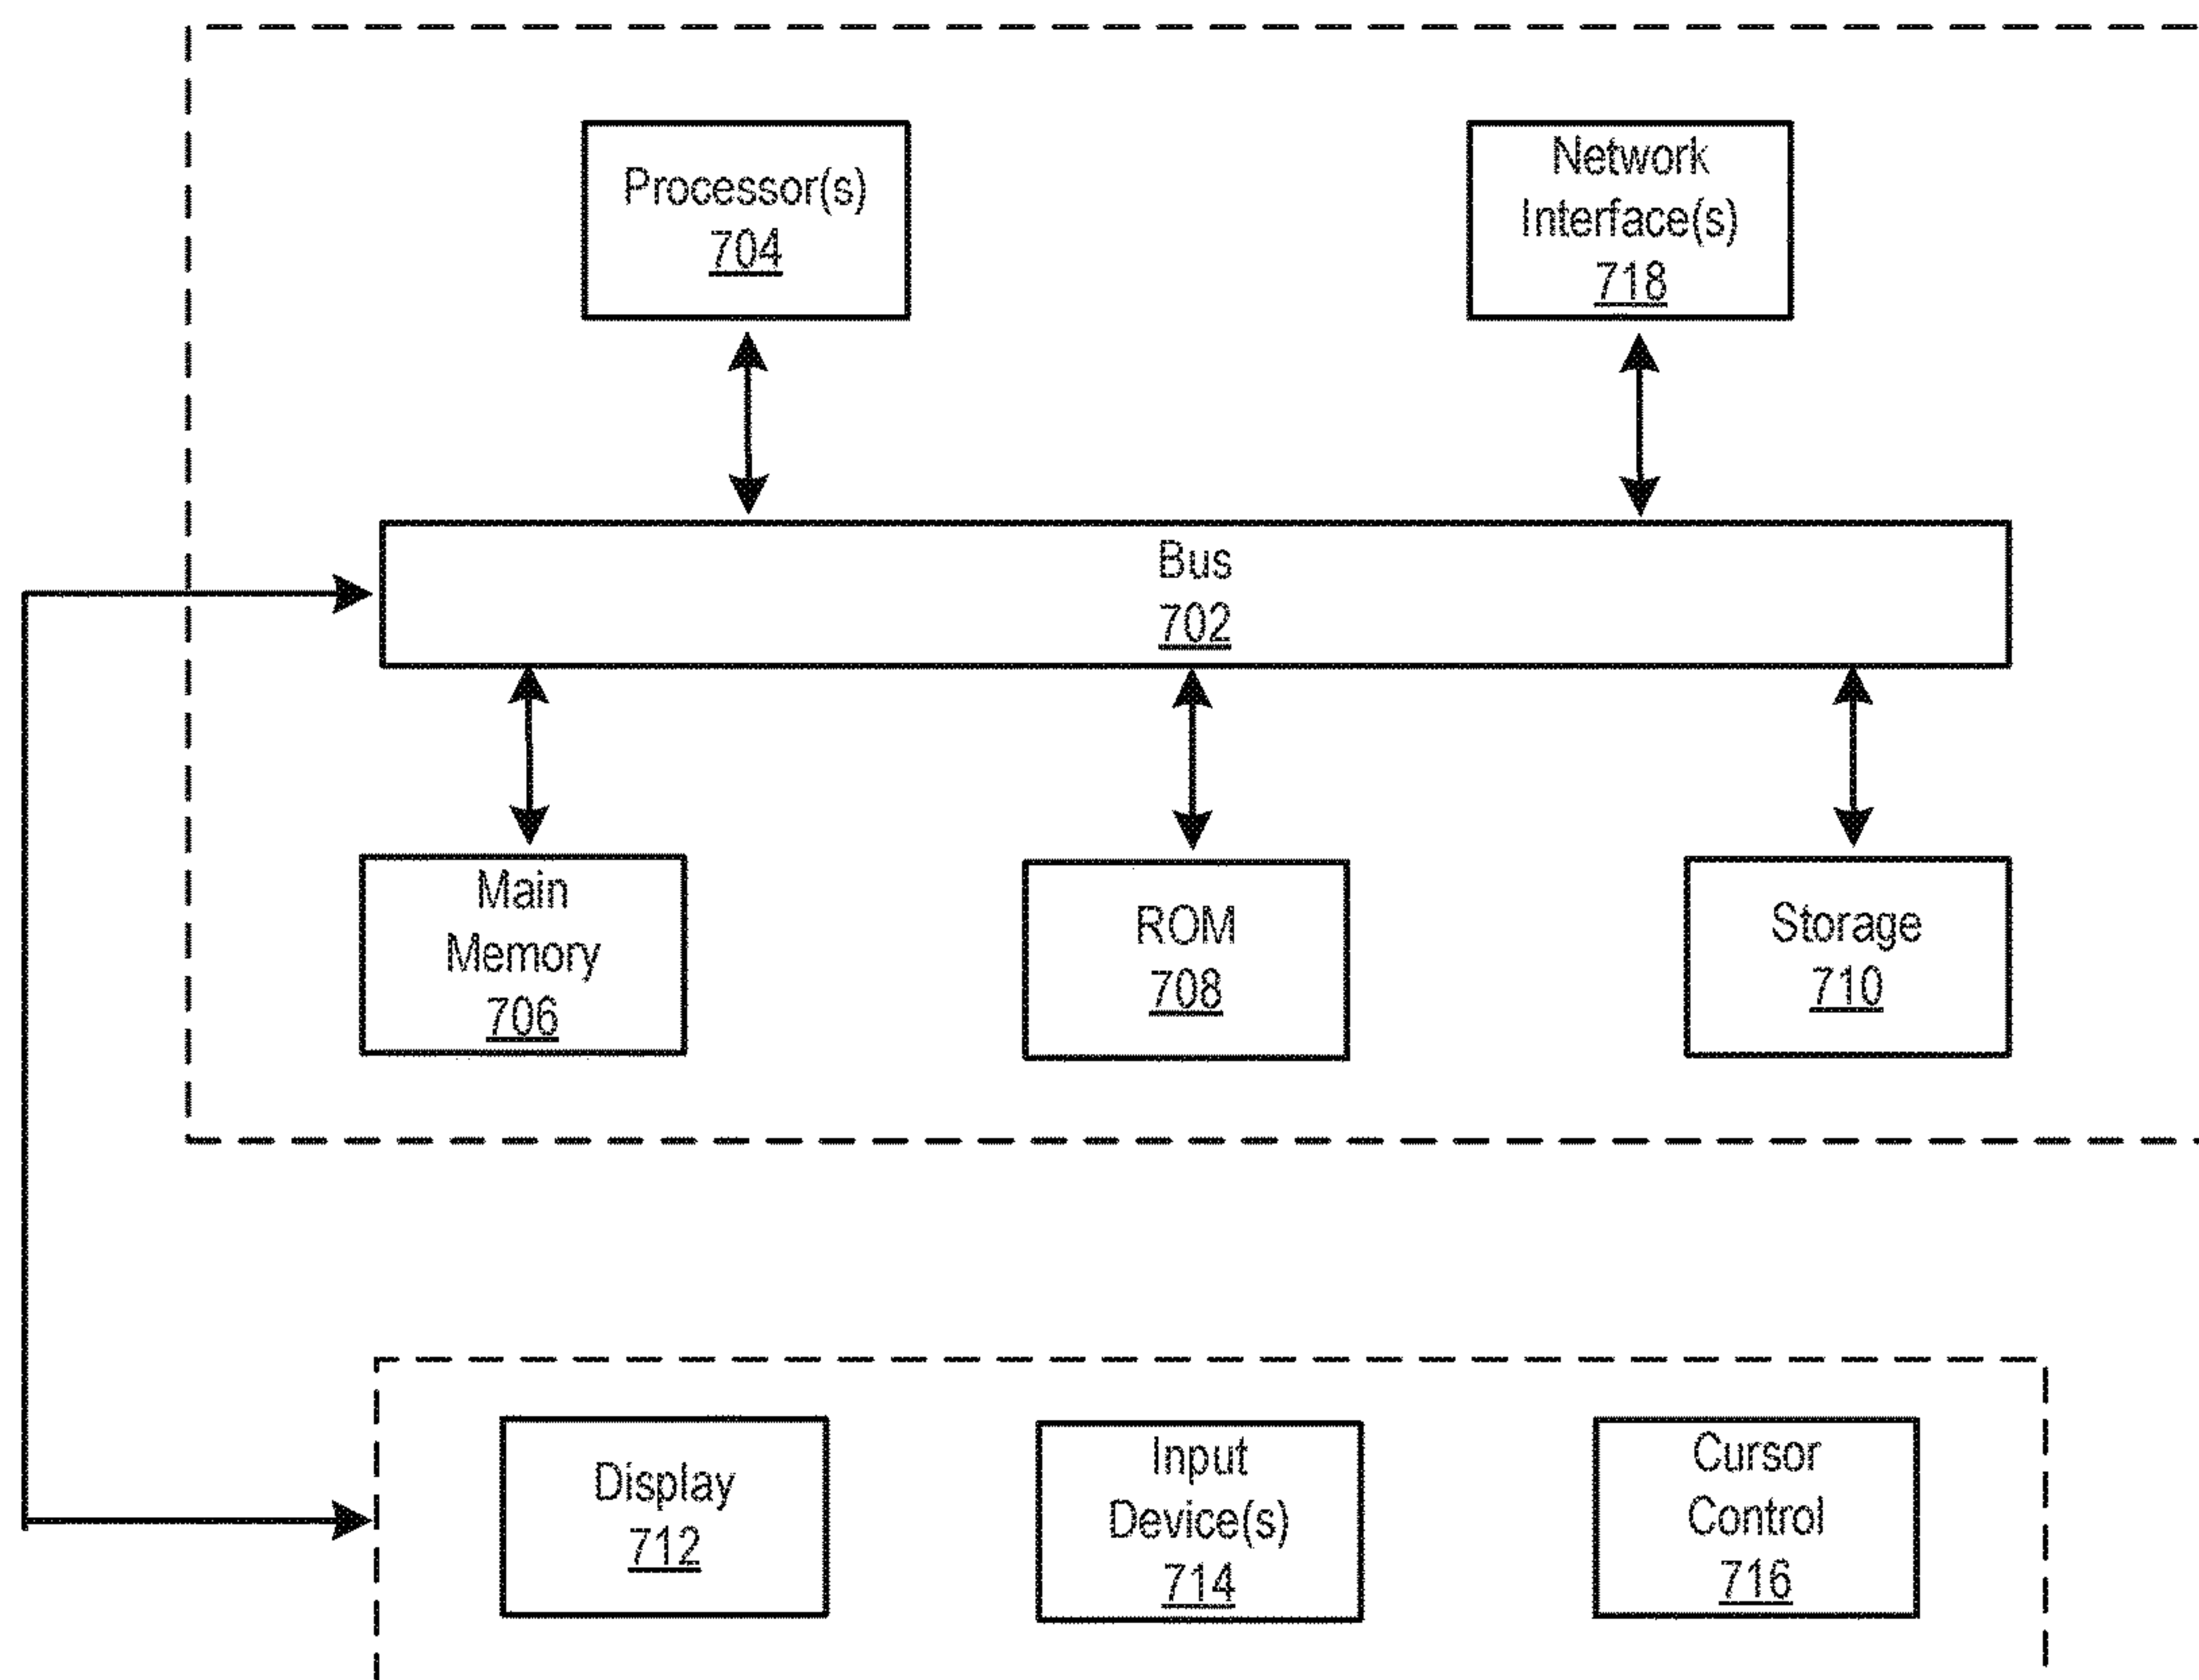 Processor(s)
704
Network
Interface(s)
718
Bus
702
Main
Memory
706
ROM
708
Storage
710
Display
712
Input
Device(s)
714
Cursor
Control
716